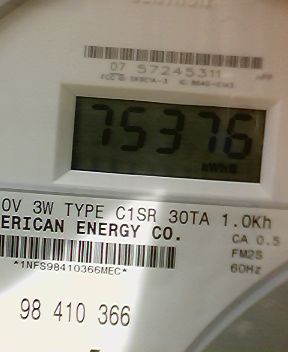 07 57245311
75376
kWh
0V 3W TYPE C1SR 30TA 1.0Kh
ERICAN ENERGY CO.
CA 0.5
FM2S
60Hz
*1NFS98410366MEC*
98 410 366